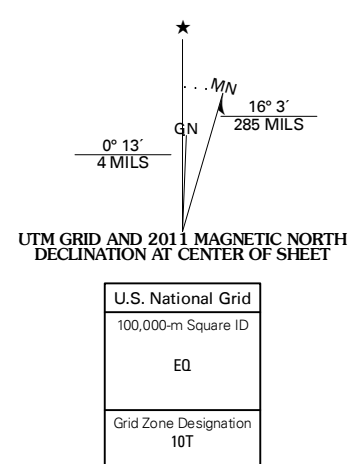 ★
MN
16° 3´
285 MILS
GN
0° 13´
4 MILS
UTM GRID AND 2011 MAGNETIC NORTH
DECLINATION AT CENTER OF SHEET
U.S. National Grid
100,000-m Square ID
EQ
Grid Zone Designation
10T